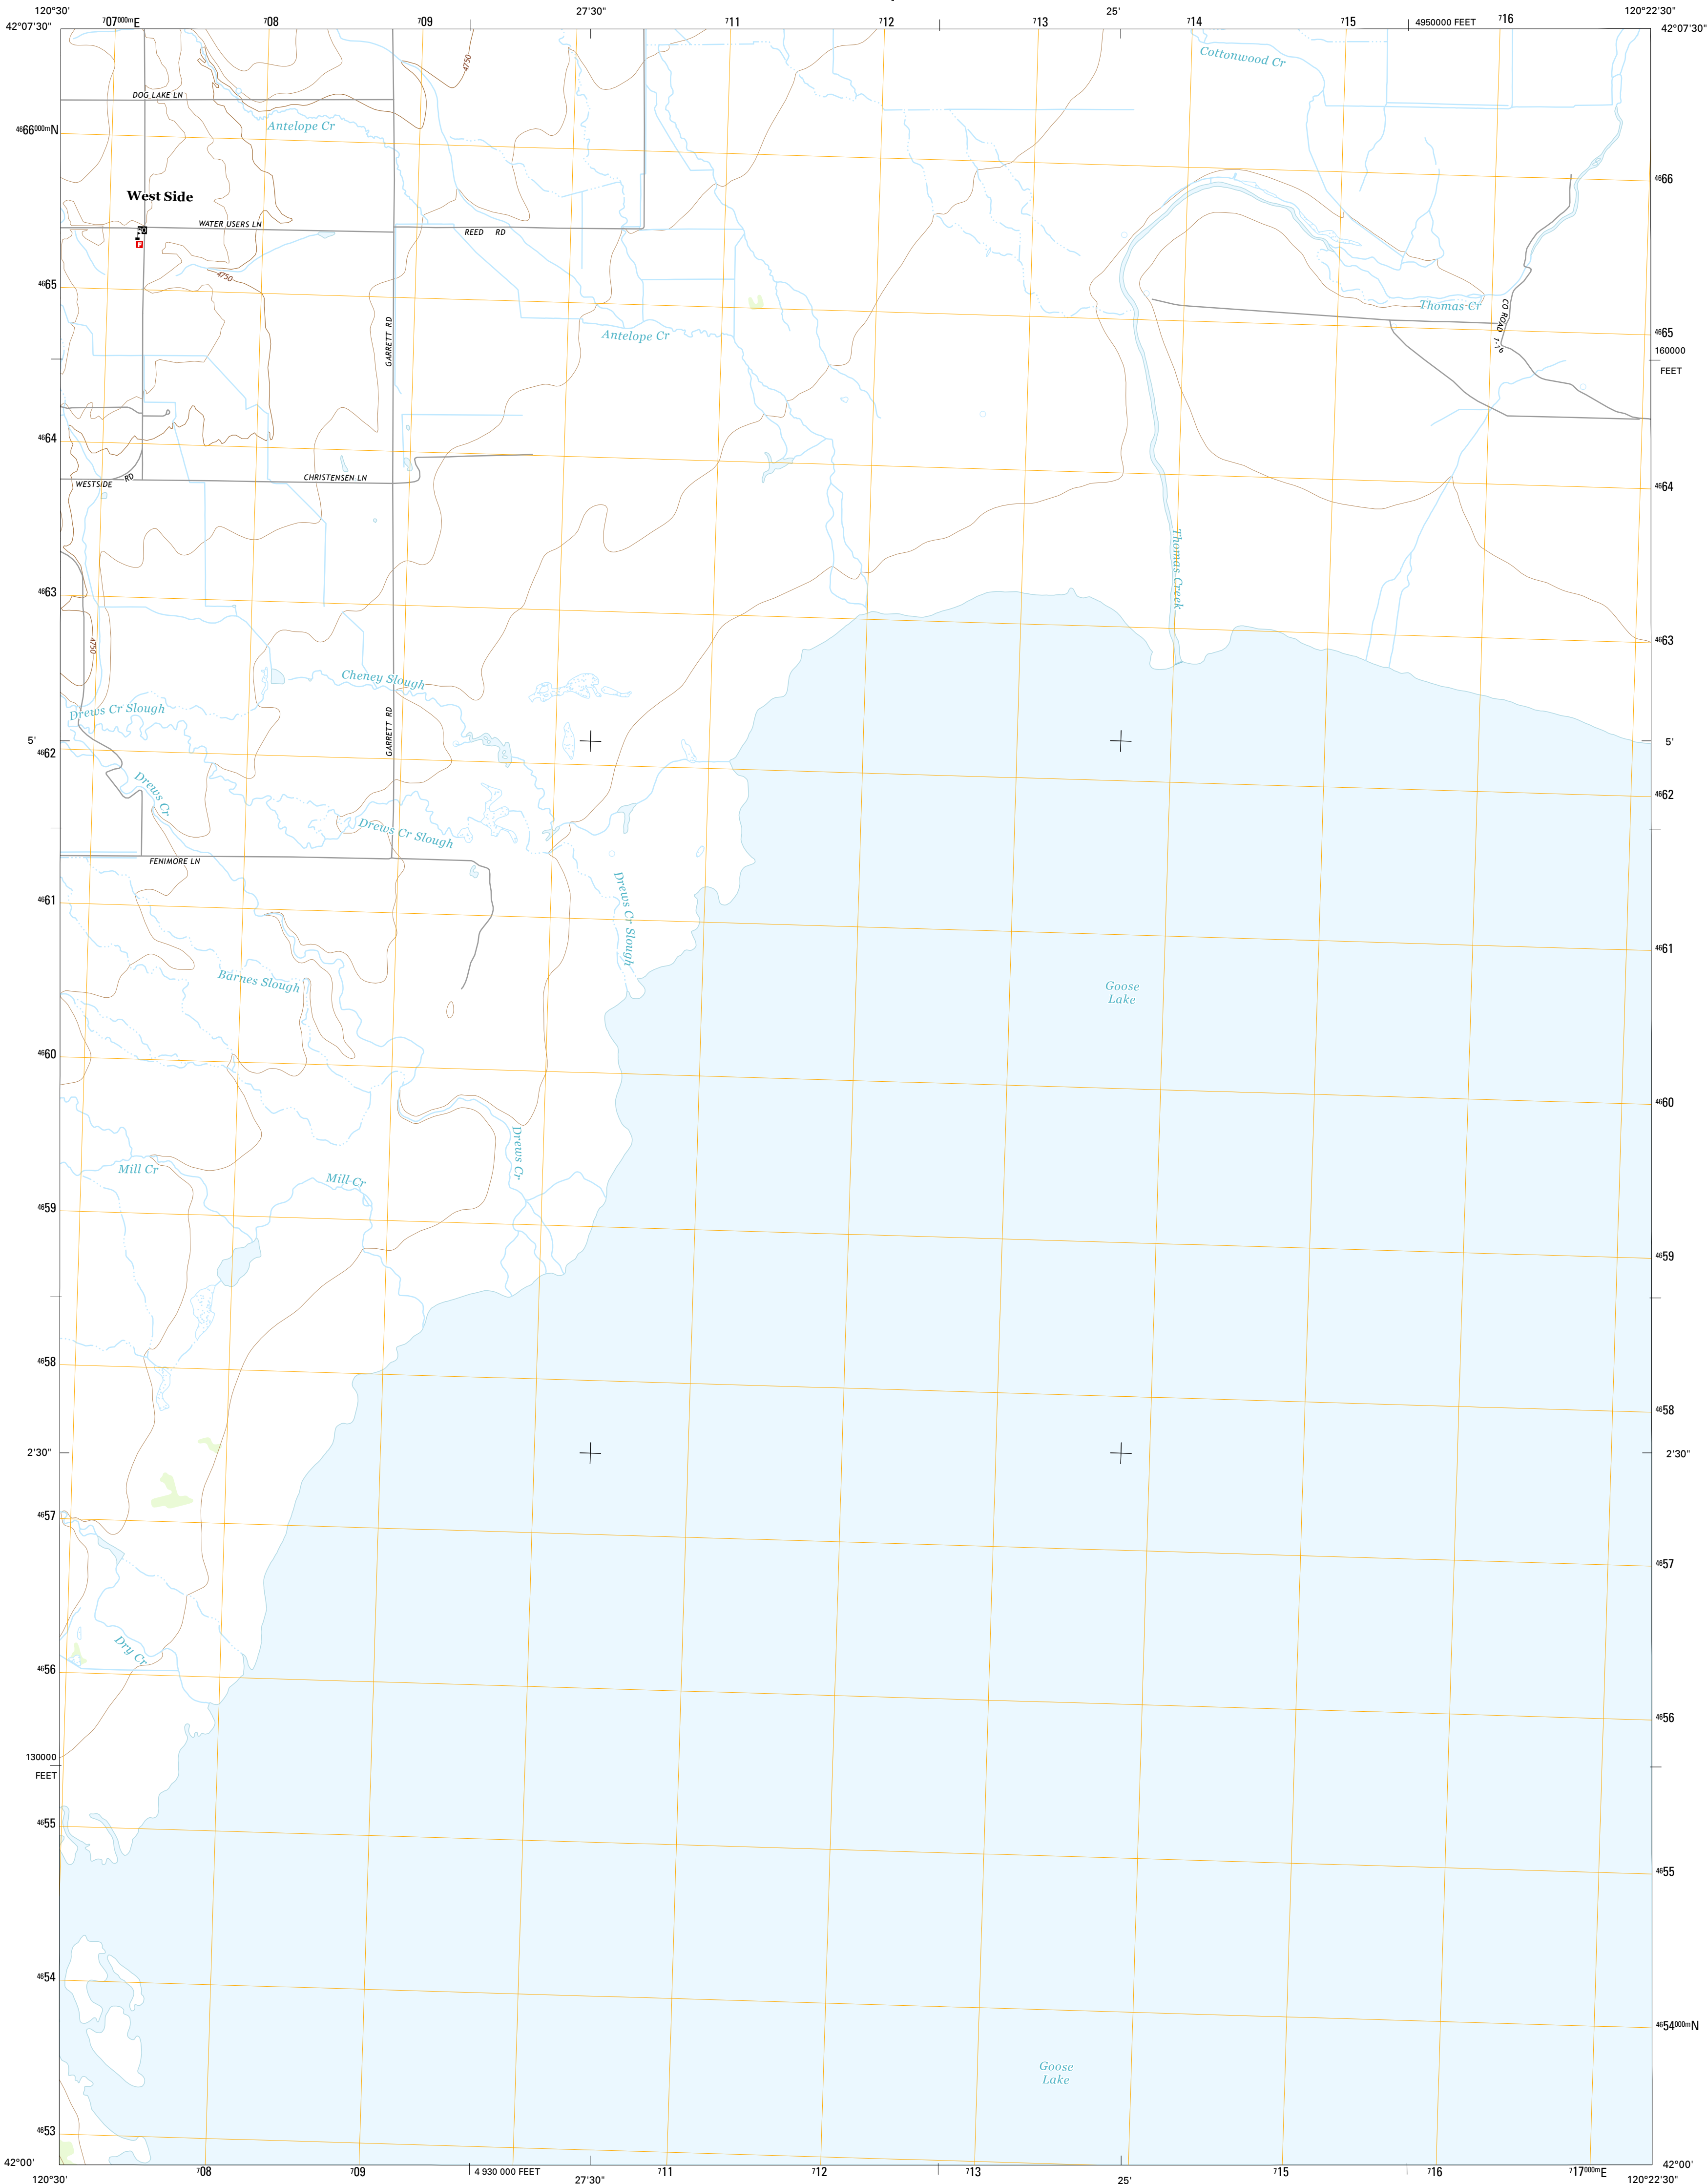 120°30'
⁷07⁰⁰⁰ᵐE
⁷08
⁷09
27'30"
⁷11
⁷12
⁷13
25'
⁷14
⁷15
4950000 FEET
⁷16
120°22'30"
42°07'30"
42°07'30"
4750
Cottonwood Cr
DOG LAKE LN
Antelope Cr
⁴⁶66⁰⁰⁰ᵐN
⁴⁶66
West Side
WATER USERS LN
REED RD
4750
⁴⁶65
Thomas Cr
CO ROAD 1-16
GARRETT RD
Antelope Cr
⁴⁶65
160000
FEET
⁴⁶64
WESTSIDE RD
CHRISTENSEN LN
⁴⁶64
Thomas Creek
⁴⁶63
4750
⁴⁶63
Cheney Slough
Drews Cr Slough
GARRETT RD
5'
5'
⁴⁶62
Drews Cr
⁴⁶62
Drews Cr Slough
FENIMORE LN
⁴⁶61
Drews Cr Slough
⁴⁶61
Barnes Slough
Goose
Lake
⁴⁶60
⁴⁶60
Drews Cr
Mill Cr
Mill Cr
⁴⁶59
⁴⁶59
⁴⁶58
⁴⁶58
2'30"
2'30"
⁴⁶57
⁴⁶57
Dry Cr
⁴⁶56
⁴⁶56
130000
FEET
⁴⁶55
⁴⁶55
⁴⁶54
⁴⁶54⁰⁰⁰ᵐN
Goose
Lake
⁴⁶53
42°00'
42°00'
120°30'
⁷08
⁷09
4 930 000 FEET
27'30"
⁷11
⁷12
⁷13
25'
⁷15
⁷16
⁷17⁰⁰⁰ᵐE
120°22'30"